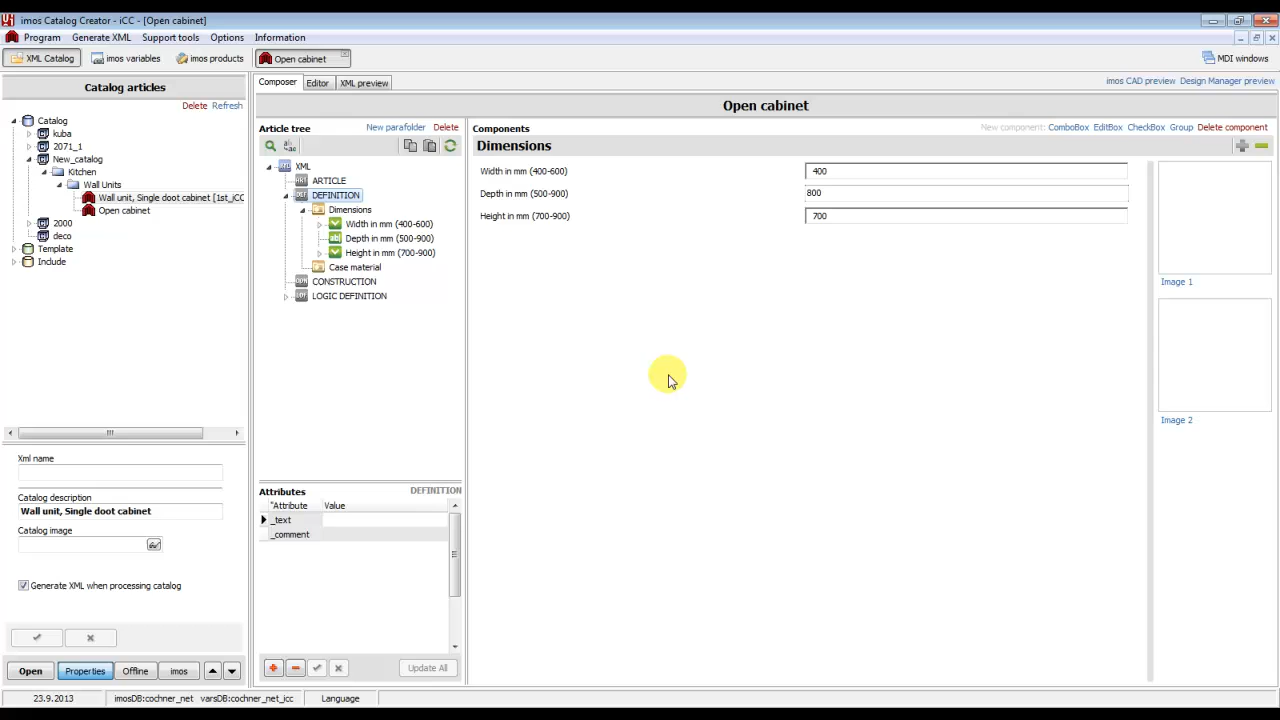 imos Catalog Creator - iCC - [Open cabinet]
Program Generate XML Support tools Options Information
XML Catalog imos variables imos products Open cabinet MDI windows
Catalog articles
Delete Refresh
Catalog
kuba
2071_1
New_catalog
Kitchen
Wall Units
Wall unit, Single doot cabinet [1st_iCC
Open cabinet
2000
deco
Template
Include
Xml name
Catalog description
Wall unit, Single doot cabinet
Catalog image
Generate XML when processing catalog
Open Properties Offline imos
Composer Editor XML preview
imos CAD preview Design Manager preview
Open cabinet
Article tree New parafolder Delete
XML
ARTICLE
DEFINITION
Dimensions
Width in mm (400-600)
Depth in mm (500-900)
Height in mm (700-900)
Case material
CONSTRUCTION
LOGIC DEFINITION
Attributes DEFINITION
"Attribute Value
_text
_comment
Update All
Components New component: ComboBox EditBox CheckBox Group Delete component
Dimensions
Width in mm (400-600) 400
Depth in mm (500-900) 800
Height in mm (700-900) 700
Image 1
Image 2
23.9.2013 imosDB:cochner_net varsDB:cochner_net_icc Language